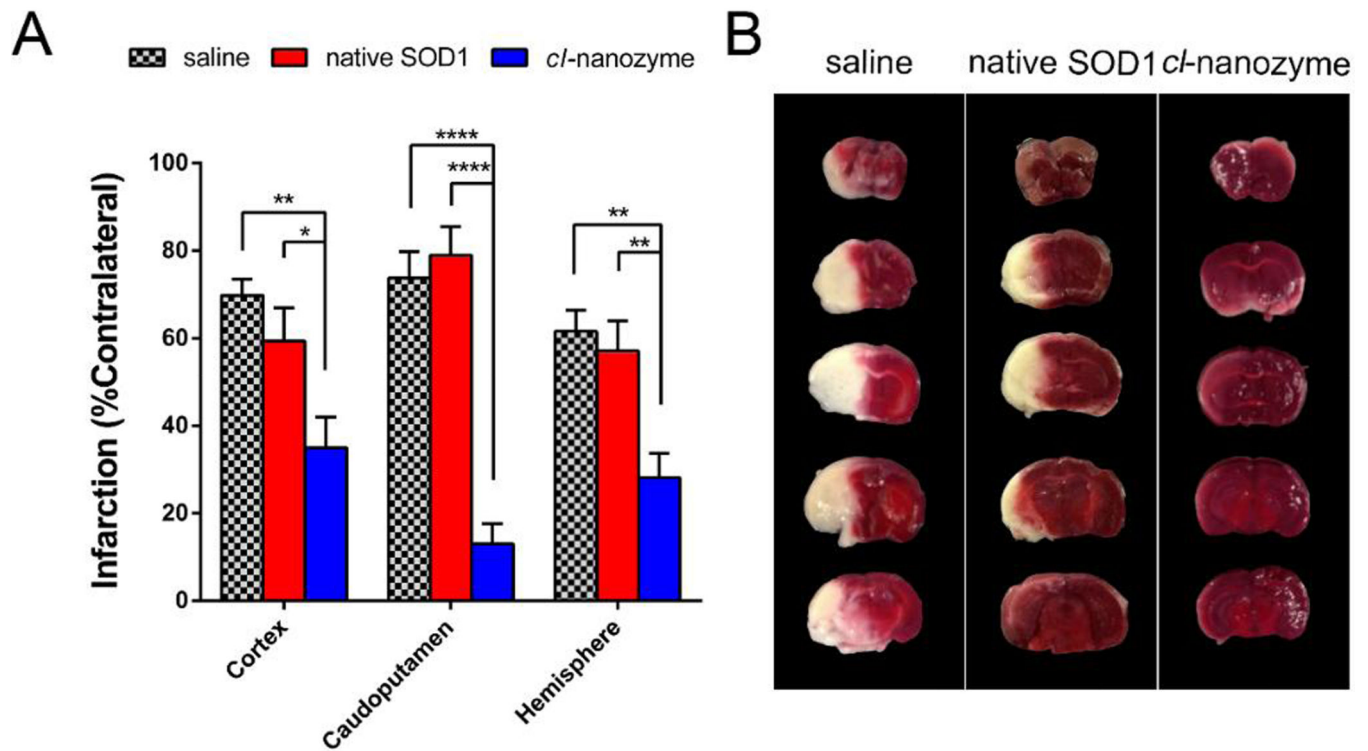 A
saline native SOD1 cl-nanozyme
Infarction (%Contralateral)
100
80
60
40
20
0
**
*
****
****
**
**
Cortex
Caudoputamen
Hemisphere
B
saline native SOD1 cl-nanozyme